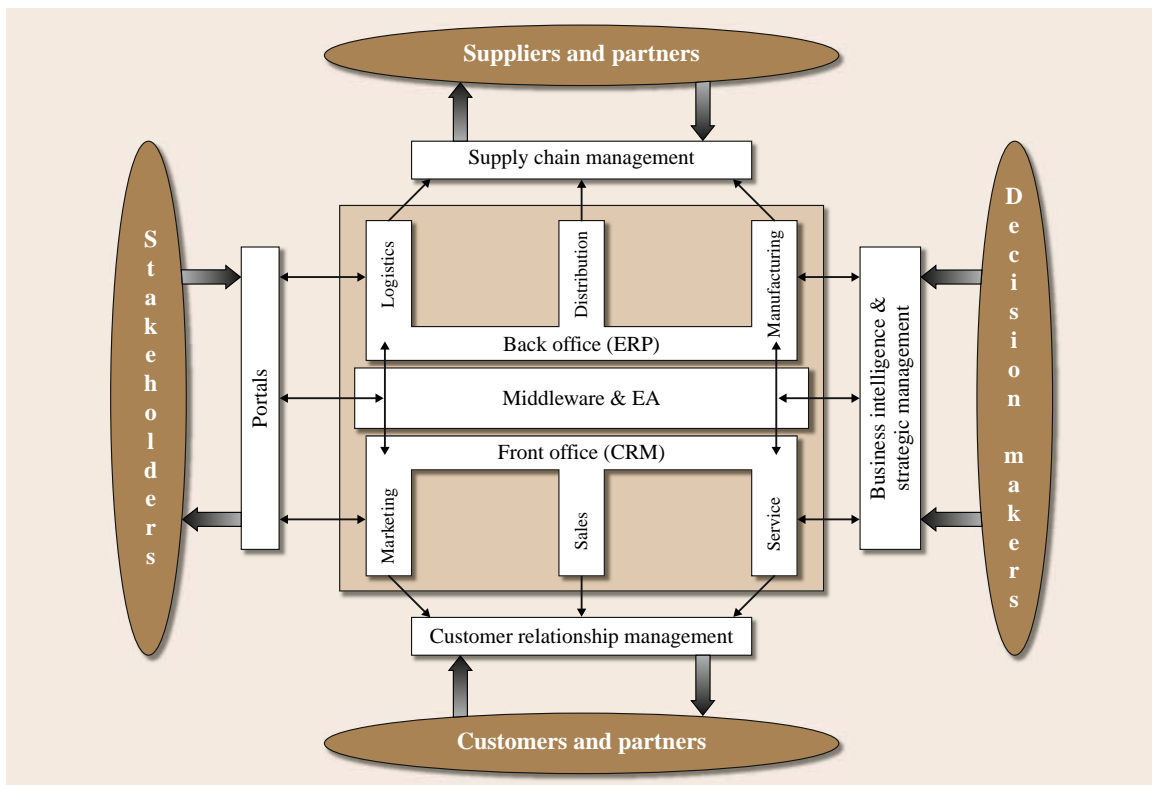 Suppliers and partners
Supply chain management
Stakeholders
Portals
Logistics
Distribution
Manufacturing
Back office (ERP)
Middleware & EA
Front office (CRM)
Marketing
Sales
Service
Business intelligence &
strategic management
Decision makers
Customer relationship management
Customers and partners